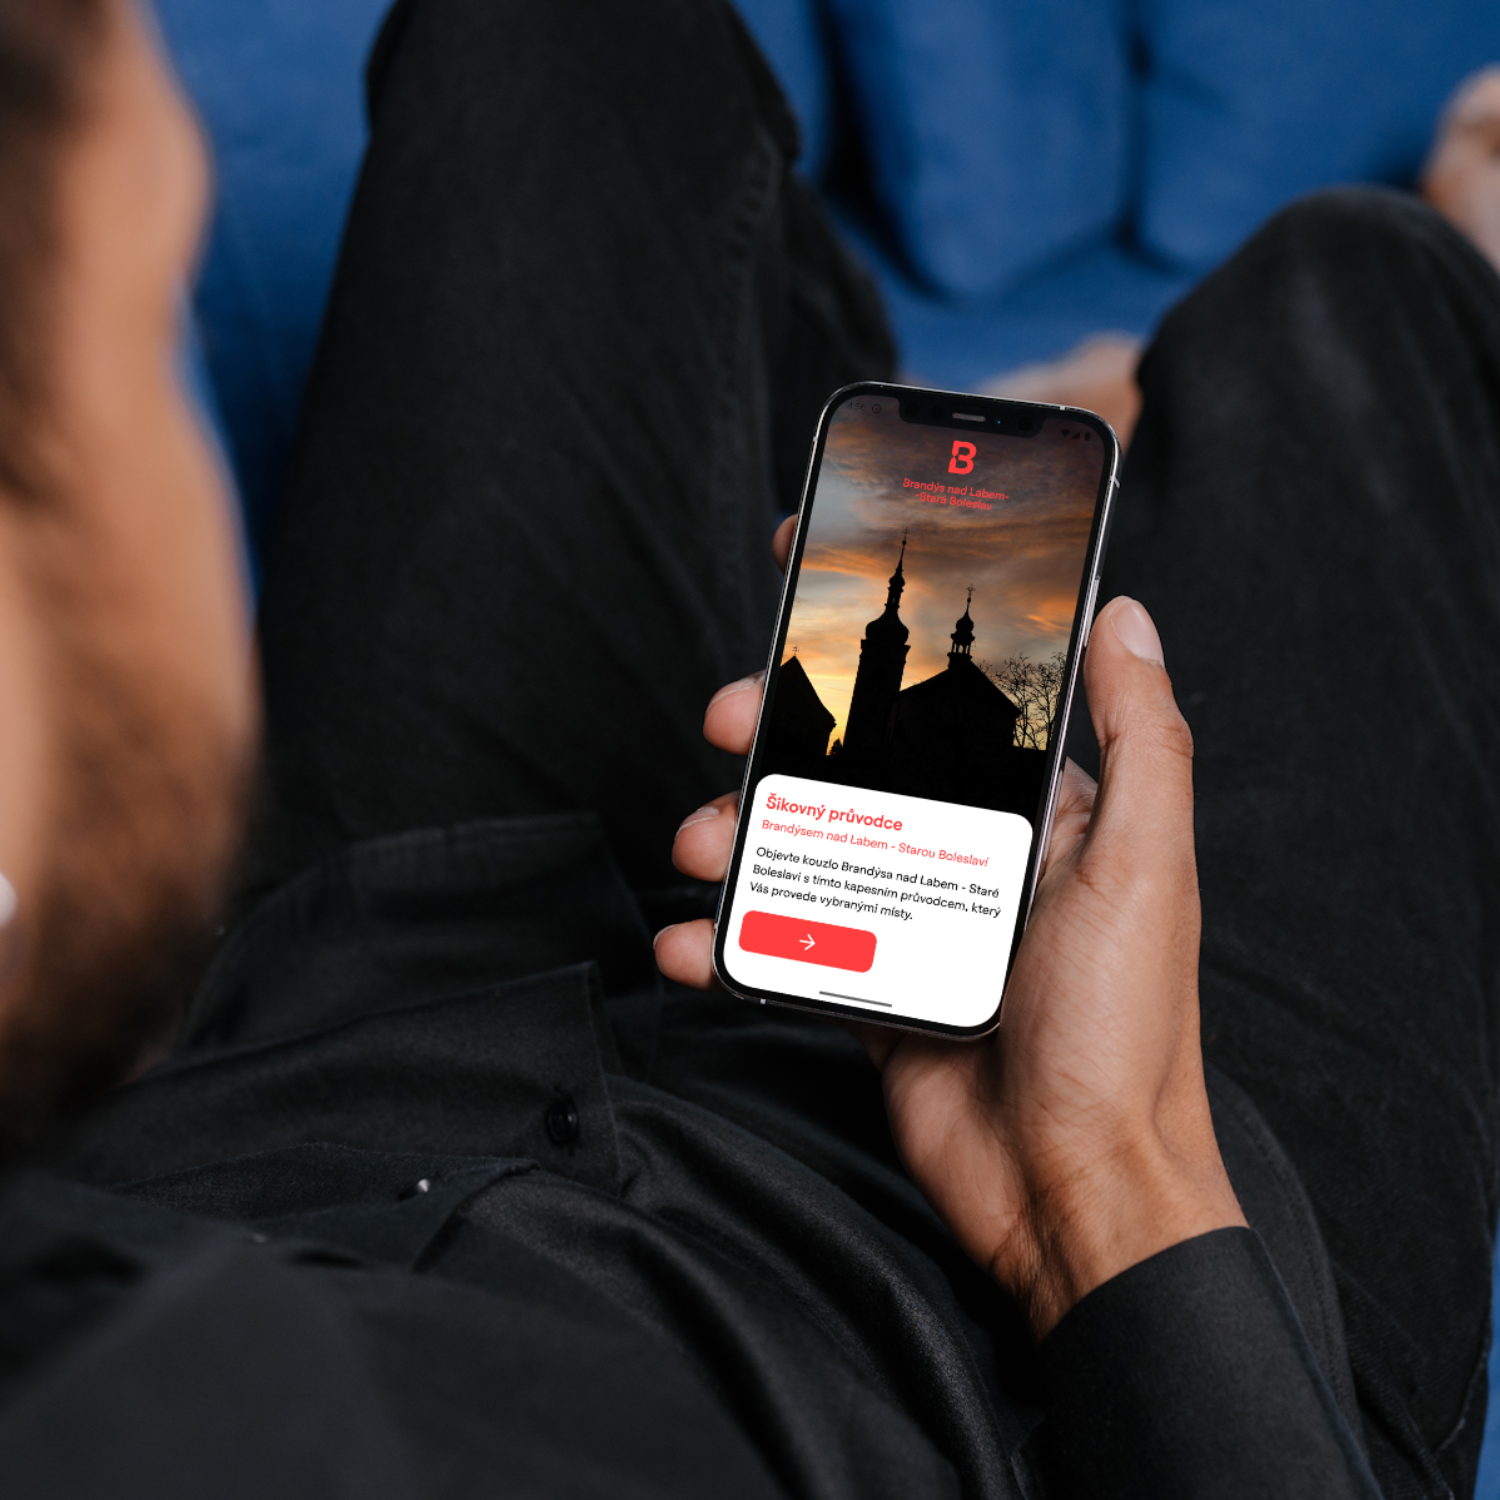 B
Brandýs nad Labem-
-Stará Boleslav
Šikovný průvodce
Brandýsem nad Labem - Starou Boleslaví
Objevte kouzlo Brandýsa nad Labem - Staré
Boleslavi s tímto kapesním průvodcem, který
Vás provede vybranými místy.